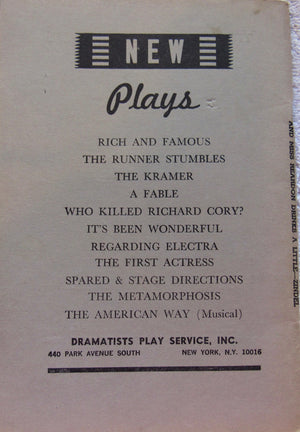 NEW
Plays
RICH AND FAMOUS
THE RUNNER STUMBLES
THE KRAMER
A FABLE
WHO KILLED RICHARD CORY?
IT'S BEEN WONDERFUL
REGARDING ELECTRA
THE FIRST ACTRESS
SPARED & STAGE DIRECTIONS
THE METAMORPHOSIS
THE AMERICAN WAY (Musical)
DRAMATISTS PLAY SERVICE, INC.
440 PARK AVENUE SOUTH NEW YORK, N.Y. 10016
AND MISS REARDON DRINKS A LITTLE—ZINDEL